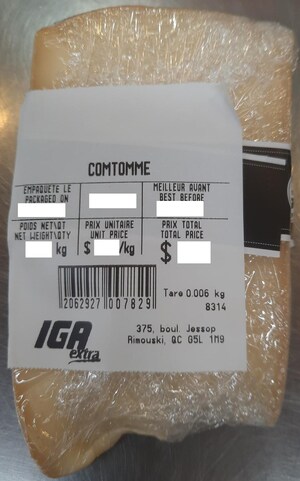 COMTOMME
EMPAQUETÉ LE
PACKAGED ON
MEILLEUR AVANT
BEST BEFORE
POIDS NET\QT
NET WEIGHT\QTY
kg
PRIX UNITAIRE
UNIT PRICE
$ /kg
PRIX TOTAL
TOTAL PRICE
$
2062927 007829
Tare 0.006 kg
8314
IGA
extra
375, boul. Jessop
Rimouski, QC G5L 1M9